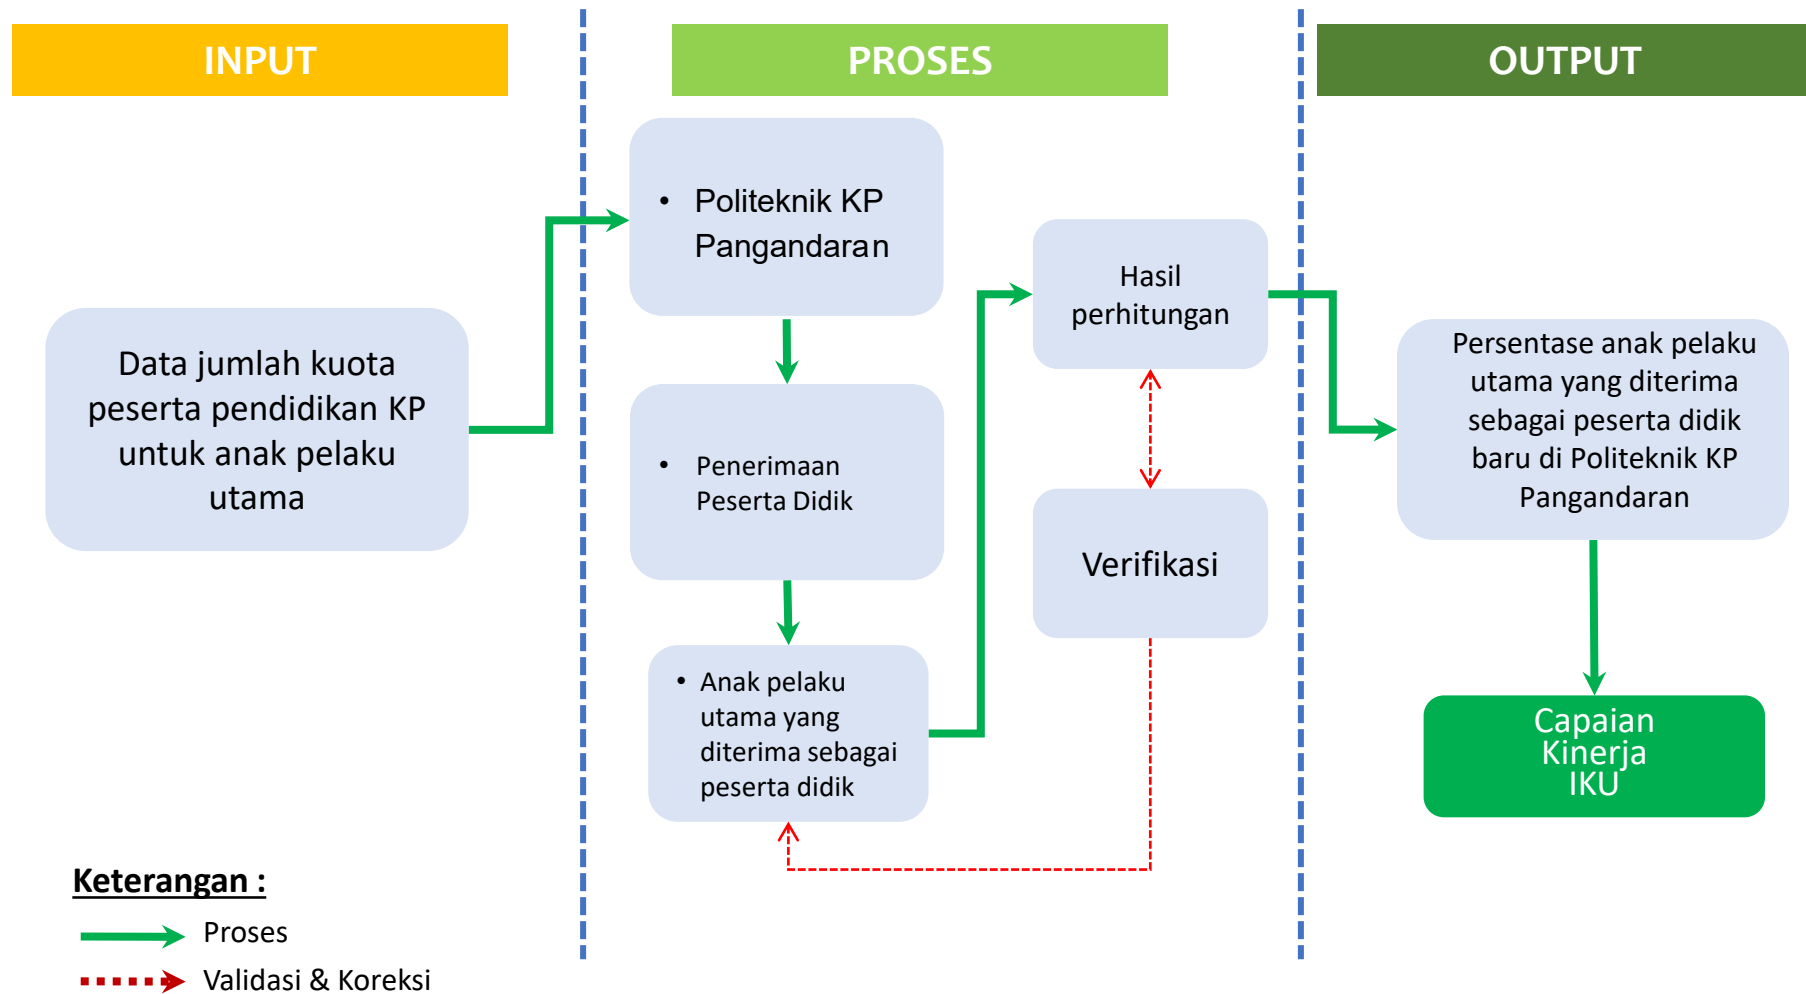 INPUT
PROSES
OUTPUT
Data jumlah kuota
peserta pendidikan KP
untuk anak pelaku
utama
• Politeknik KP
Pangandaran
• Penerimaan
Peserta Didik
• Anak pelaku
utama yang
diterima sebagai
peserta didik
Hasil
perhitungan
Verifikasi
Persentase anak pelaku
utama yang diterima
sebagai peserta didik
baru di Politeknik KP
Pangandaran
Capaian
Kinerja
IKU
Keterangan :
Proses
Validasi & Koreksi